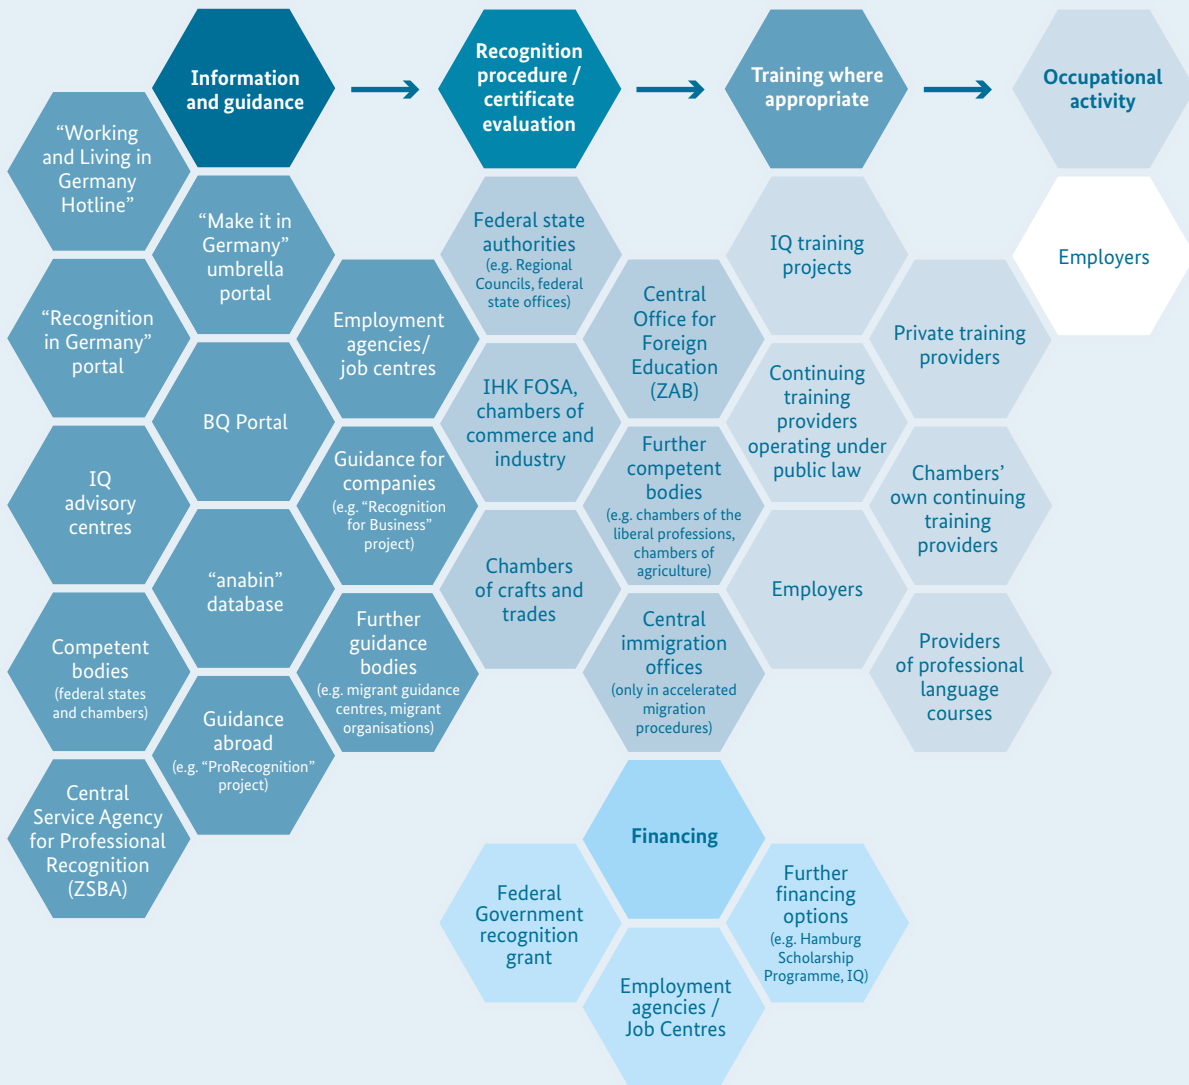 Information
and guidance
Recognition
procedure /
certificate
evaluation
Training where
appropriate
Occupational
activity
“Working
and Living in
Germany
Hotline”
“Recognition
in Germany”
portal
IQ
advisory
centres
Competent
bodies
(federal states
and chambers)
Central
Service Agency
for Professional
Recognition
(ZSBA)
“Make it in
Germany”
umbrella
portal
BQ Portal
“anabin”
database
Guidance
abroad
(e.g. “ProRecognition”
project)
Employment
agencies/
job centres
Guidance for
companies
(e.g. “Recognition
for Business”
project)
Further
guidance
bodies
(e.g. migrant guidance
centres, migrant
organisations)
Federal state
authorities
(e.g. Regional
Councils, federal
state offices)
IHK FOSA,
chambers of
commerce and
industry
Chambers
of crafts and
trades
Central
Office for
Foreign
Education
(ZAB)
Further
competent
bodies
(e.g. chambers of the
liberal professions,
chambers of
agriculture)
Central
immigration
offices
(only in accelerated
migration
procedures)
IQ training
projects
Continuing
training
providers
operating under
public law
Employers
Private training
providers
Chambers’
own continuing
training
providers
Providers
of professional
language
courses
Employers
Financing
Federal
Government
recognition
grant
Employment
agencies /
Job Centres
Further
financing
options
(e.g. Hamburg
Scholarship
Programme, IQ)